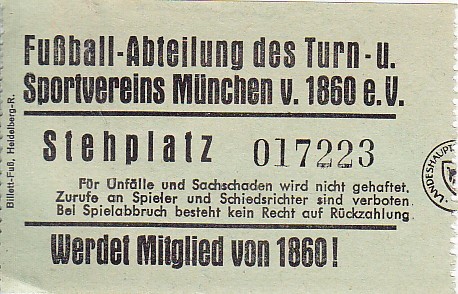 Fußball-Abteilung des Turn- u.
Sportvereins München v. 1860 e.V.
Stehplatz 017223
Für Unfälle und Sachschaden wird nicht gehaftet.
Zurufe an Spieler und Schiedsrichter sind verboten.
Bei Spielabbruch besteht kein Recht auf Rückzahlung.
Werdet Mitglied von 1860!
Billett-Fuß, Heidelberg-R.
LANDESHAUPT